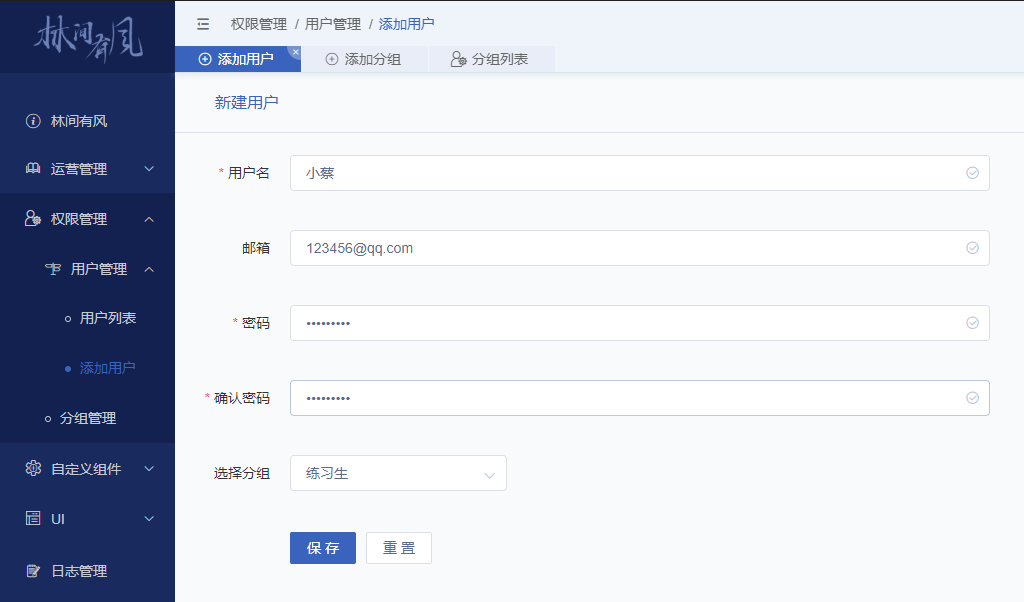 林间有风
权限管理 / 用户管理 / 添加用户
添加用户 添加分组 分组列表
林间有风
运营管理
权限管理
用户管理
用户列表
添加用户
分组管理
自定义组件
UI
日志管理
新建用户
* 用户名 小蔡
邮箱 123456@qq.com
* 密码 •••••••••
* 确认密码 •••••••••
选择分组 练习生
保存 重置